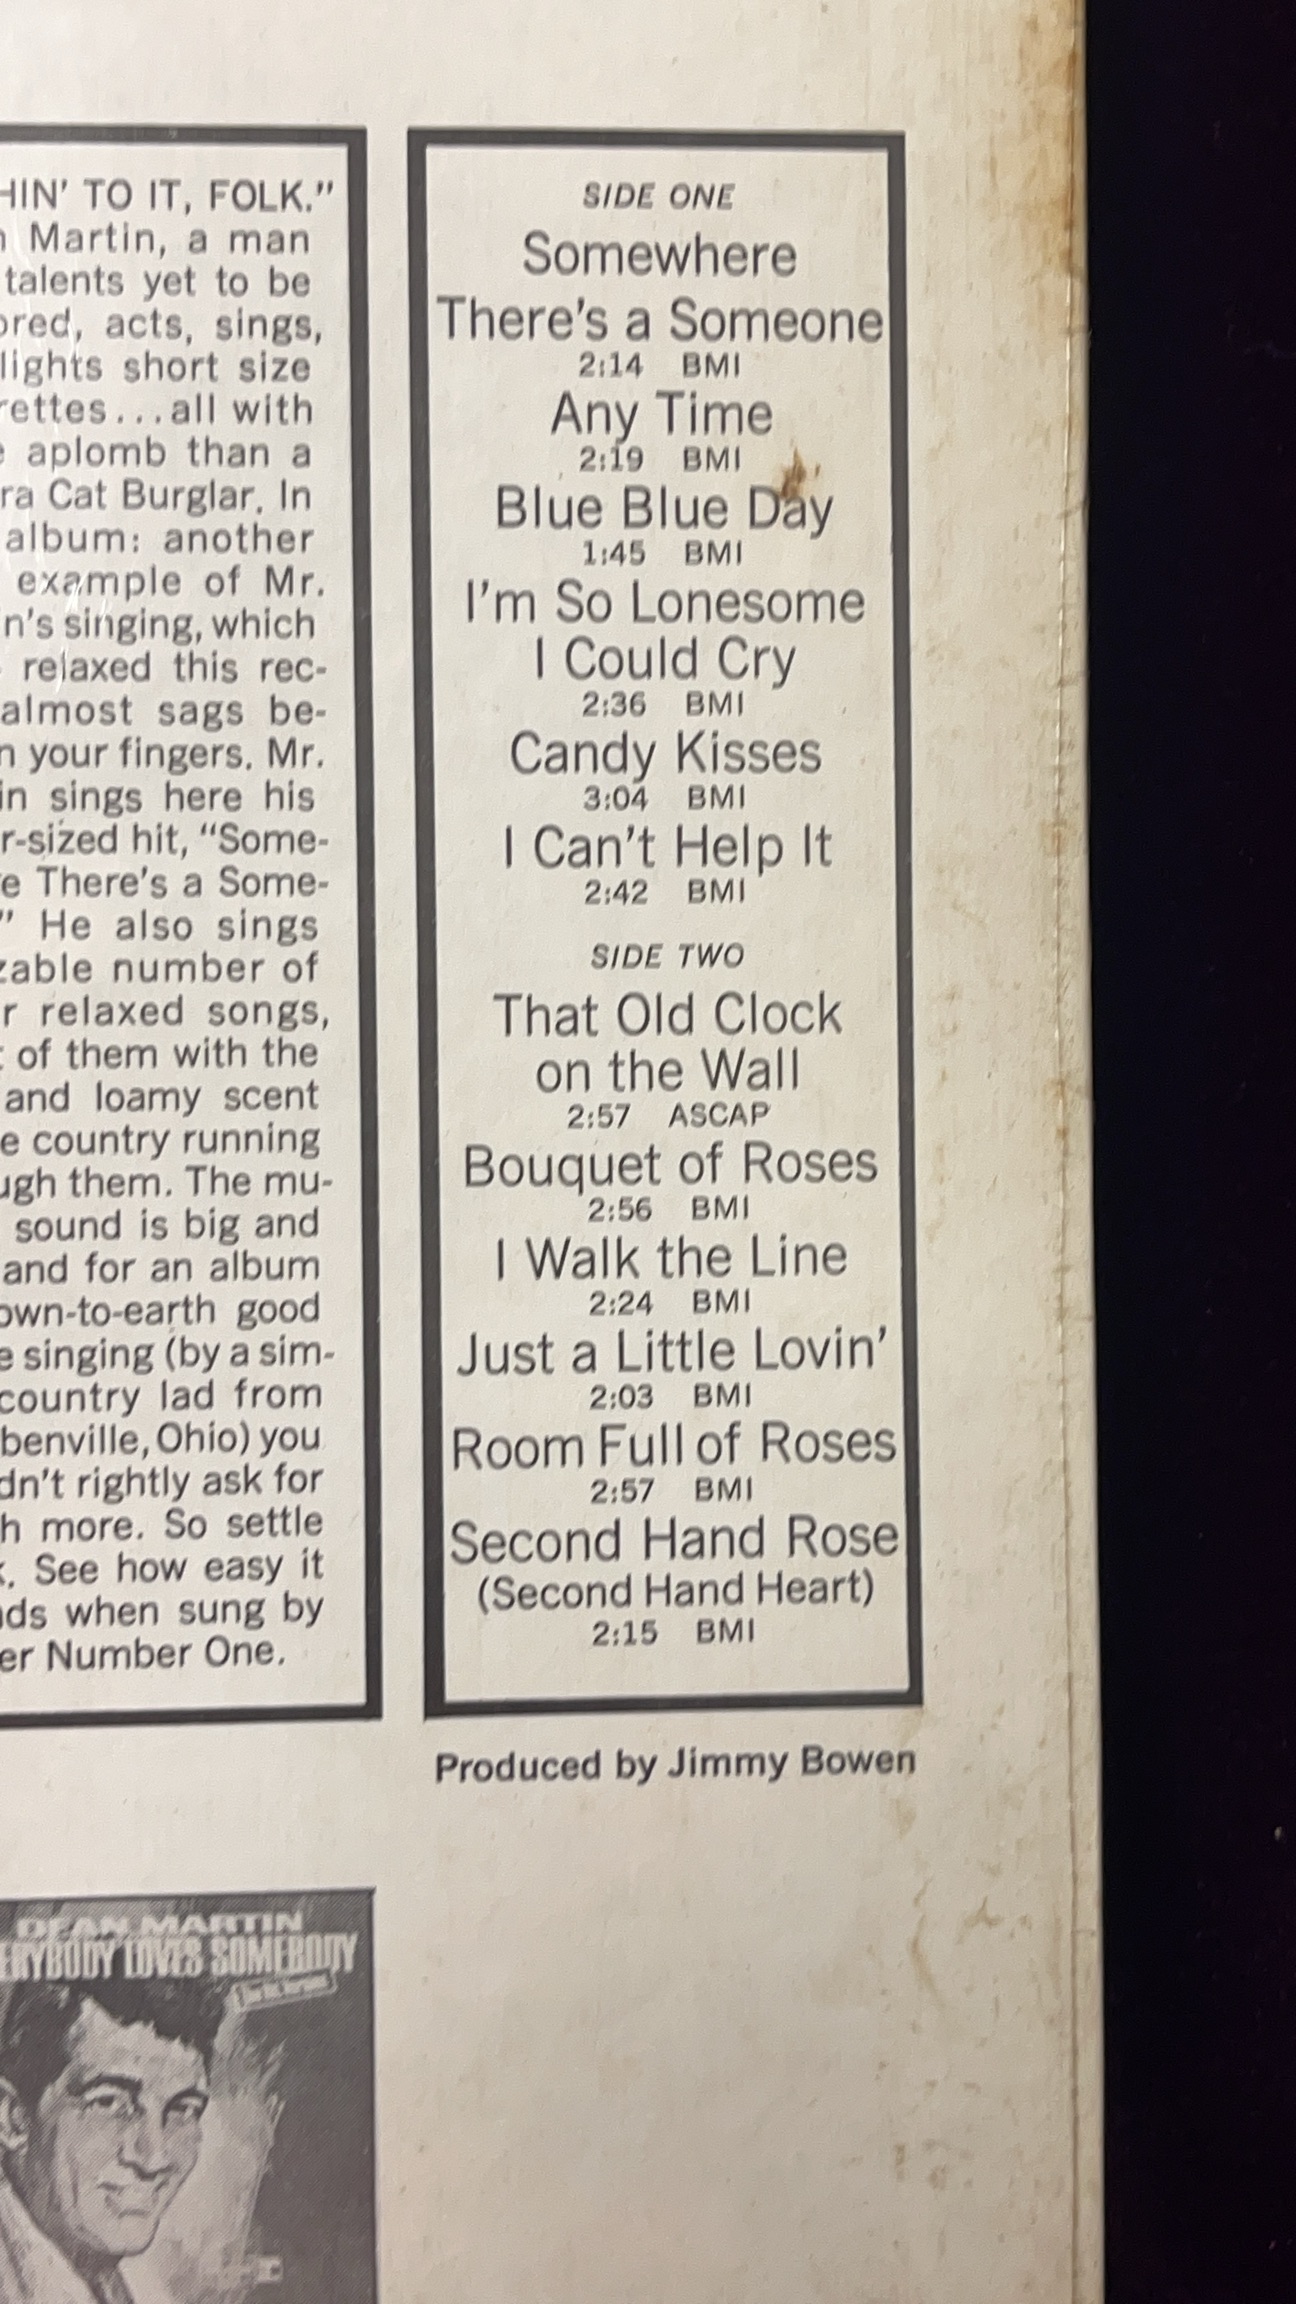 HIN' TO IT, FOLK."
Martin, a man
talents yet to be
ored, acts, sings,
lights short size
rettes...all with
aplomb than a
ra Cat Burglar. In
album: another
example of Mr.
n's singing, which
relaxed this rec-
almost sags be-
n your fingers. Mr.
in sings here his
r-sized hit, "Some-
e There's a Some-
" He also sings
zable number of
r relaxed songs,
of them with the
and loamy scent
e country running
ugh them. The mu-
sound is big and
and for an album
own-to-earth good
e singing (by a sim-
country lad from
benville, Ohio) you
dn't rightly ask for
h more. So settle
k. See how easy it
nds when sung by
er Number One.
SIDE ONE
Somewhere
There's a Someone
2:14 BMI
Any Time
2:19 BMI
Blue Blue Day
1:45 BMI
I'm So Lonesome
I Could Cry
2:36 BMI
Candy Kisses
3:04 BMI
I Can't Help It
2:42 BMI
SIDE TWO
That Old Clock
on the Wall
2:57 ASCAP
Bouquet of Roses
2:56 BMI
I Walk the Line
2:24 BMI
Just a Little Lovin'
2:03 BMI
Room Full of Roses
2:57 BMI
Second Hand Rose
(Second Hand Heart)
2:15 BMI
Produced by Jimmy Bowen
DEAN MARTIN
ERYBODY LOVES SOMEBODY